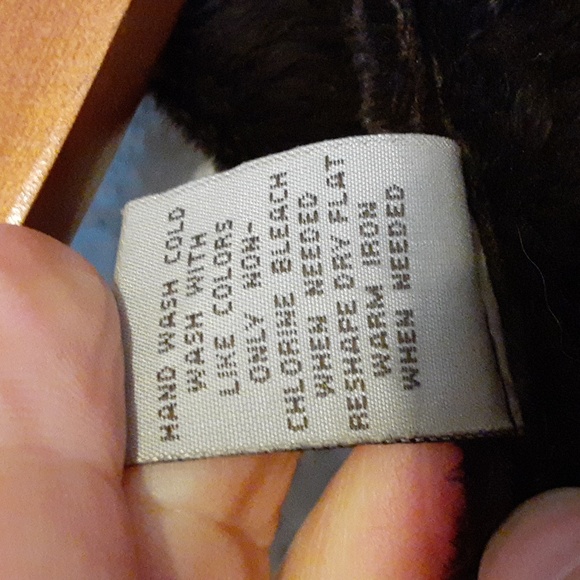 HAND WASH COLD
WASH WITH
LIKE COLORS
ONLY NON-
CHLORINE BLEACH
WHEN NEEDED
RESHAPE DRY FLAT
WARM IRON
WHEN NEEDED